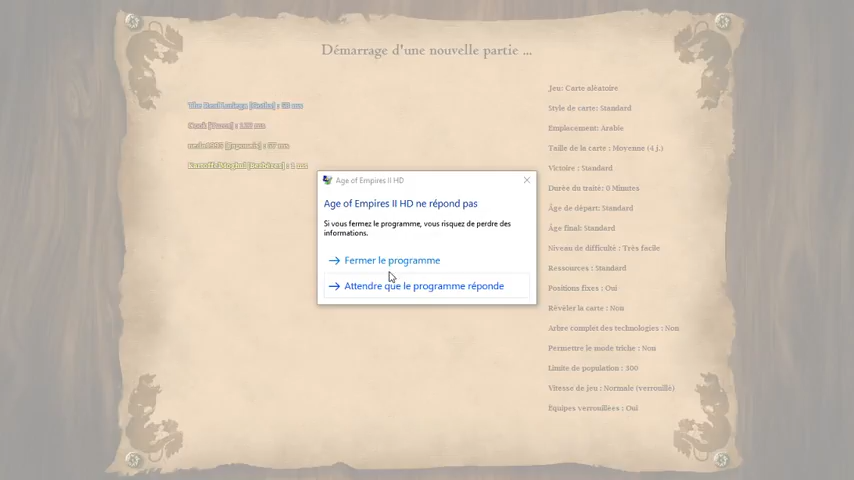 Démarrage d'une nouvelle partie ...
Jeu: Carte aléatoire
Style de carte: Standard
Emplacement: Arabie
Taille de la carte : Moyenne (4 j.)
Victoire : Standard
Durée du traité: 0 Minutes
Âge de départ: Standard
Âge final: Standard
Niveau de difficulté : Très facile
Ressources : Standard
Positions fixes : Oui
Révéler la carte : Non
Arbre complet des technologies : Non
Permettre le mode triche : Non
Limite de population : 500
Vitesse de jeu : Normale (verrouillé)
Équipes verrouillées : Oui
Age of Empires II HD
Age of Empires II HD ne répond pas
Si vous fermez le programme, vous risquez de perdre des
informations.
Fermer le programme
Attendre que le programme réponde